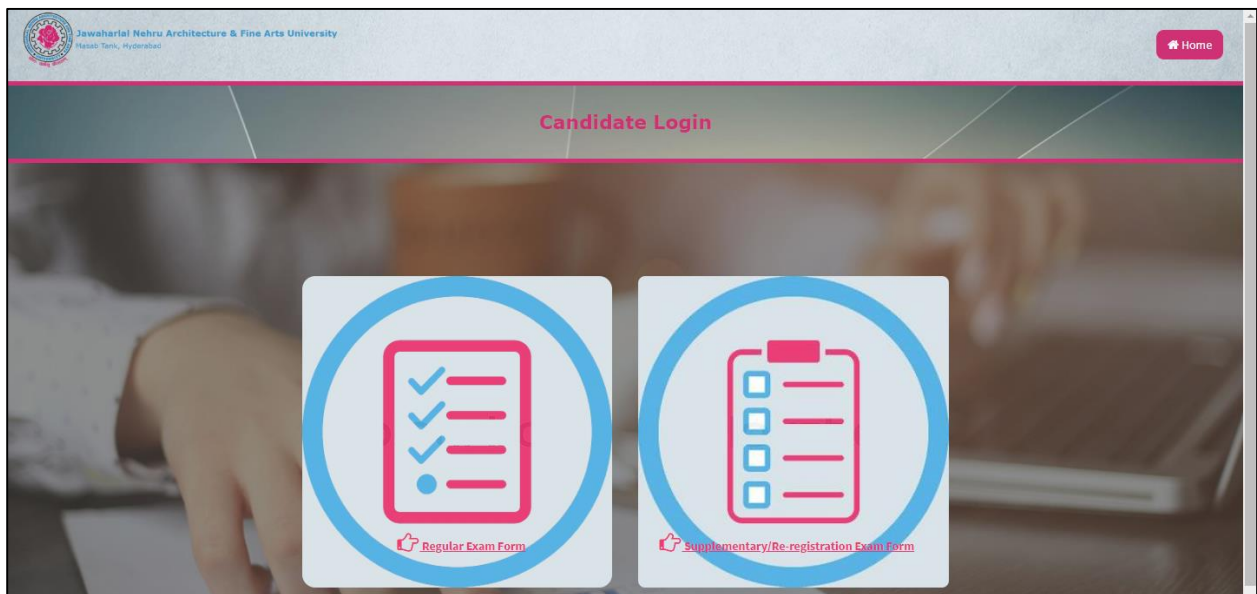 Jawaharlal Nehru Architecture & Fine Arts University
Masab Tank, Hyderabad
Home
Candidate Login
Regular Exam Form
Supplementary/Re-registration Exam Form